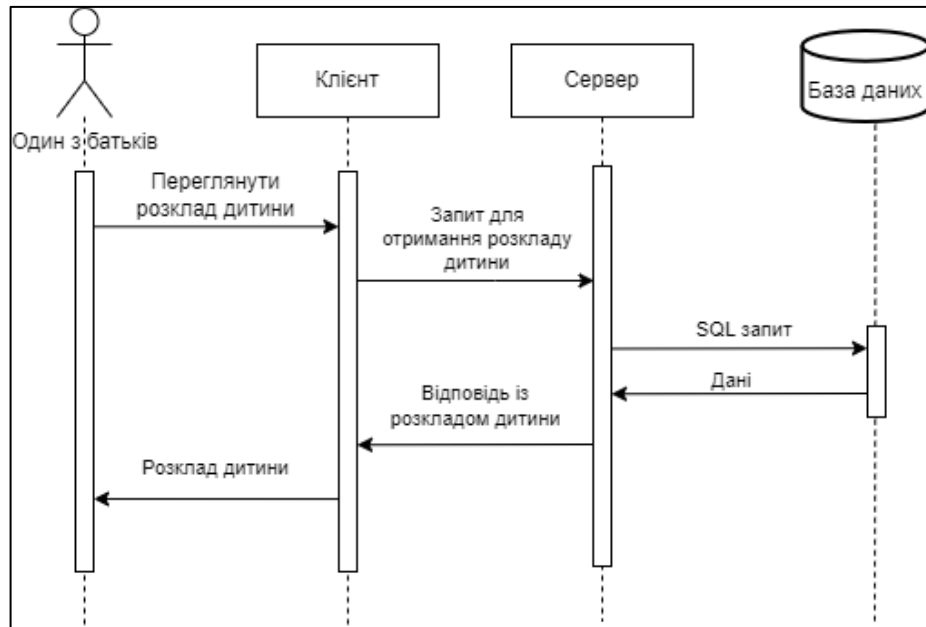 Клієнт
Сервер
База даних
Один з батьків
Переглянути
розклад дитини
Запит для
отримання розкладу
дитини
SQL запит
Дані
Відповідь із
розкладом дитини
Розклад дитини